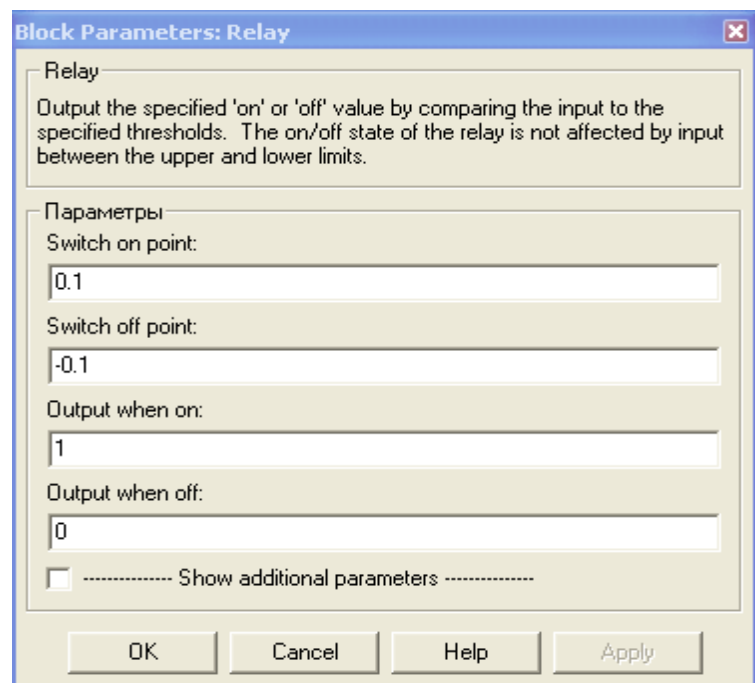 Block Parameters: Relay
Relay
Output the specified 'on' or 'off' value by comparing the input to the
specified thresholds. The on/off state of the relay is not affected by input
between the upper and lower limits.
Параметры
Switch on point:
0.1
Switch off point:
-0.1
Output when on:
1
Output when off:
0
--------------- Show additional parameters ---------------
OK Cancel Help Apply